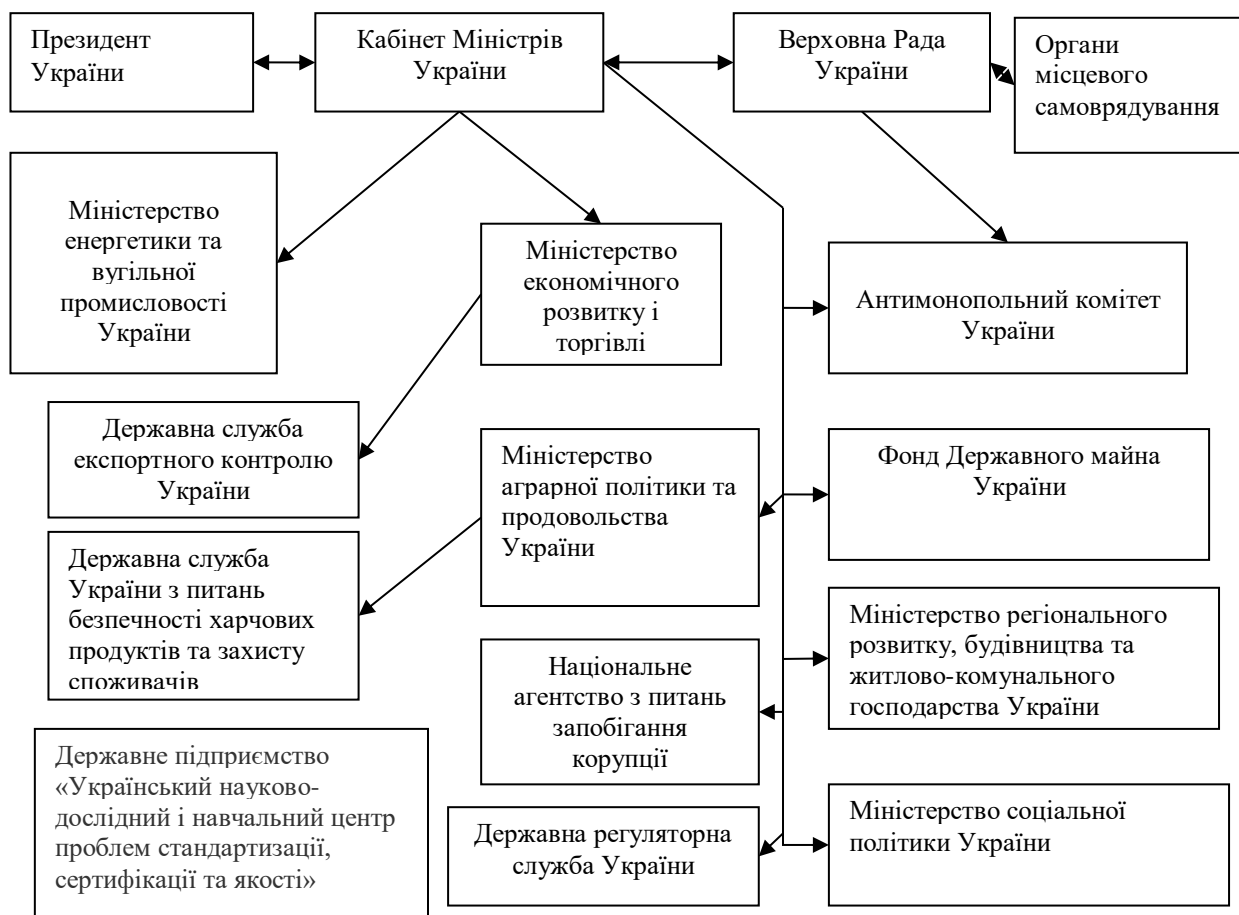 Президент
України
Кабінет Міністрів
України
Верховна Рада
України
Органи
місцевого
самоврядування
Міністерство
енергетики та
вугільної
промисловості
України
Міністерство
економічного
розвитку і
торгівлі
Антимонопольний комітет
України
Державна служба
експортного контролю
України
Міністерство
аграрної політики та
продовольства
України
Фонд Державного майна
України
Державна служба
України з питань
безпечності харчових
продуктів та захисту
споживачів
Національне
агентство з питань
запобігання
корупції
Міністерство регіонального
розвитку, будівництва та
житлово-комунального
господарства України
Державне підприємство
«Український науково-
дослідний і навчальний центр
проблем стандартизації,
сертифікації та якості»
Державна регуляторна
служба України
Міністерство соціальної
політики України